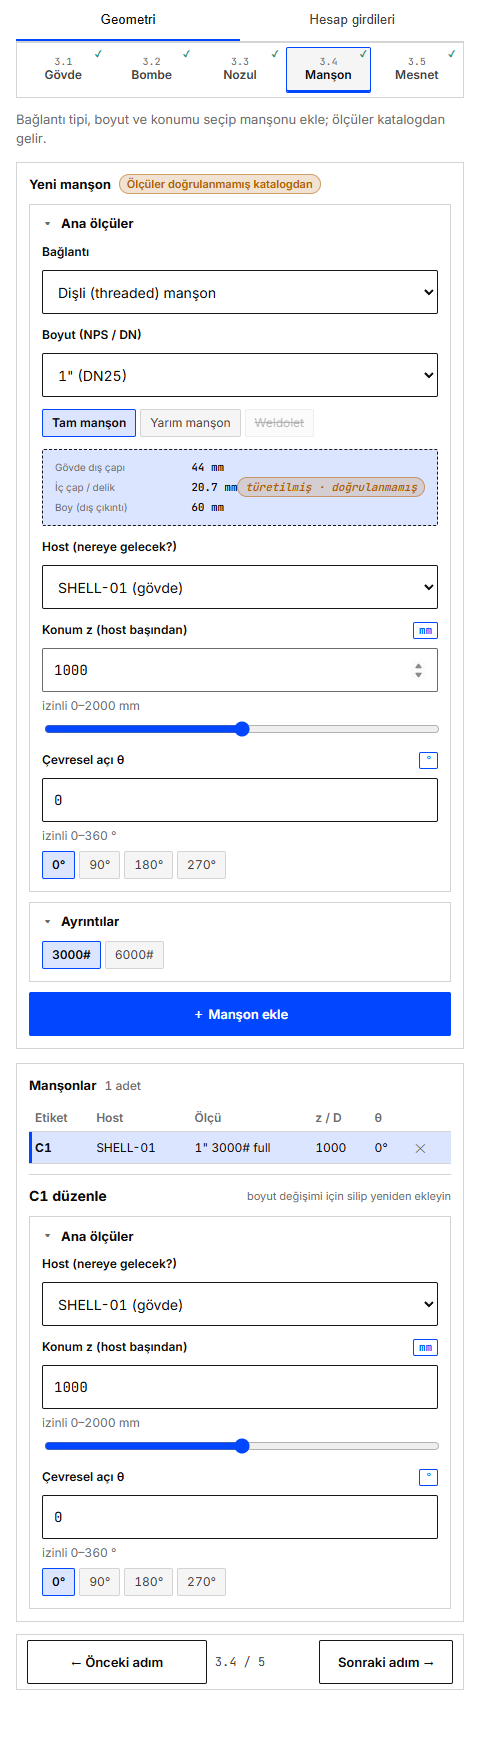 Geometri
Hesap girdileri
3.1 ✓
Gövde
3.2 ✓
Bombe
3.3 ✓
Nozul
3.4 ✓
Manşon
3.5 ✓
Mesnet
Bağlantı tipi, boyut ve konumu seçip manşonu ekle; ölçüler katalogdan
gelir.
Yeni manşon
Ölçüler doğrulanmamış katalogdan
Ana ölçüler
Bağlantı
Dişli (threaded) manşon
Boyut (NPS / DN)
1" (DN25)
Tam manşon
Yarım manşon
Weldolet
Gövde dış çapı 44 mm
İç çap / delik 20.7 mm türetilmiş · doğrulanmamış
Boy (dış çıkıntı) 60 mm
Host (nereye gelecek?)
SHELL-01 (gövde)
Konum z (host başından) mm
1000
izinli 0–2000 mm
Çevresel açı θ °
0
izinli 0–360 °
0° 90° 180° 270°
Ayrıntılar
3000# 6000#
+ Manşon ekle
Manşonlar 1 adet
Etiket Host Ölçü z / D θ
C1 SHELL-01 1" 3000# full 1000 0° ×
C1 düzenle boyut değişimi için silip yeniden ekleyin
Ana ölçüler
Host (nereye gelecek?)
SHELL-01 (gövde)
Konum z (host başından) mm
1000
izinli 0–2000 mm
Çevresel açı θ °
0
izinli 0–360 °
0° 90° 180° 270°
← Önceki adım 3.4 / 5 Sonraki adım →